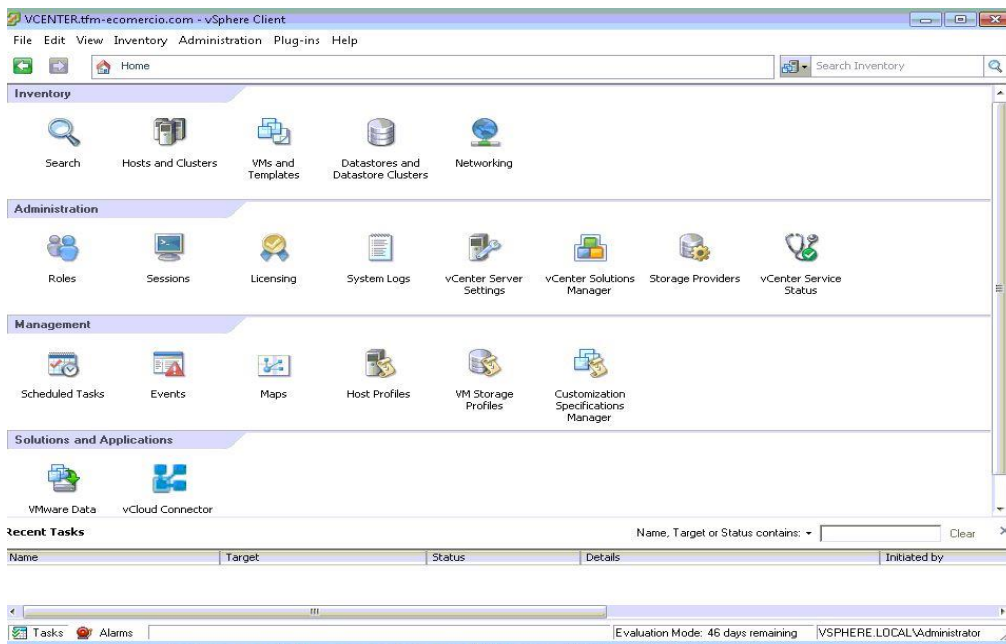 VCENTER.tfm-ecomercio.com - vSphere Client
File Edit View Inventory Administration Plug-ins Help
Home
Search Inventory
Inventory
Search
Hosts and Clusters
VMs and
Templates
Datastores and
Datastore Clusters
Networking
Administration
Roles
Sessions
Licensing
System Logs
vCenter Server
Settings
vCenter Solutions
Manager
Storage Providers
vCenter Service
Status
Management
Scheduled Tasks
Events
Maps
Host Profiles
VM Storage
Profiles
Customization
Specifications
Manager
Solutions and Applications
VMware Data
vCloud Connector
Recent Tasks
Name, Target or Status contains:
Clear
Name Target Status Details Initiated by
Tasks Alarms
Evaluation Mode: 46 days remaining
VSPHERE.LOCAL\Administrator